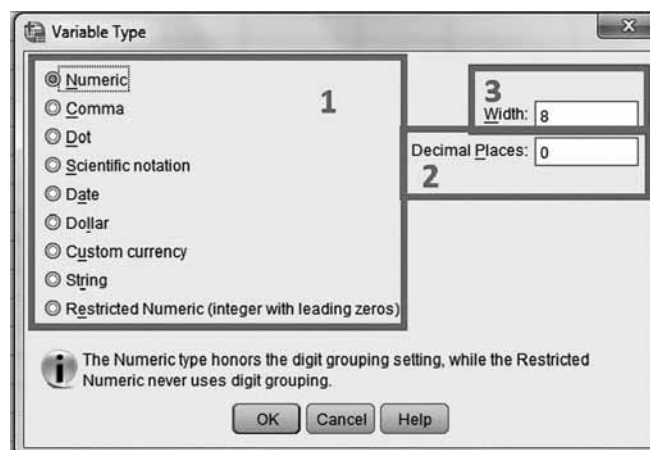 Variable Type
Numeric
1
3
Comma
Width: 8
Dot
Decimal Places: 0
Scientific notation
2
Date
Dollar
Custom currency
String
Restricted Numeric (integer with leading zeros)
The Numeric type honors the digit grouping setting, while the Restricted
Numeric never uses digit grouping.
OK Cancel Help